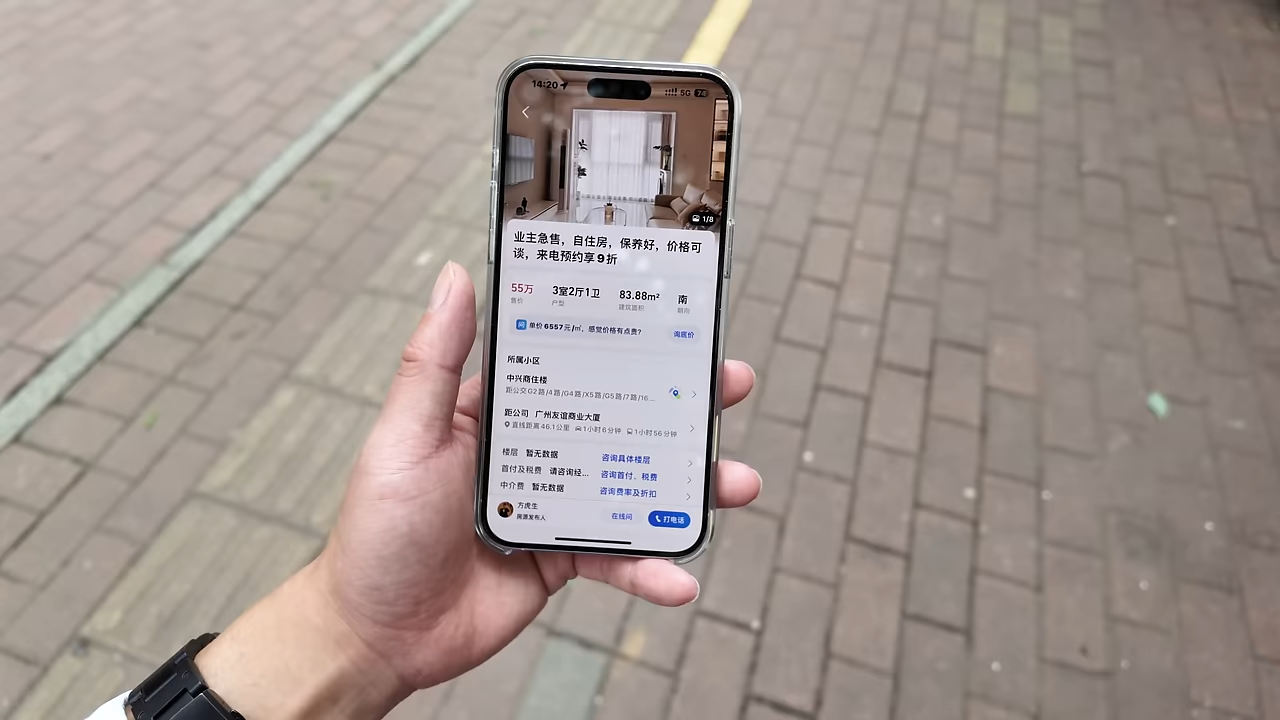 14:20
5G 74
1/8
业主急售，自住房，保养好，价格可
谈，来电预约享9折
55万 3室2厅1卫 83.88m² 南
售价 户型 建筑面积 朝向
单价6557元/㎡，感觉价格有点贵？ 询底价
所属小区
中兴商住楼
距公交G2路/4路/G4路/X5路/G5路/7路/16...
距公司 广州友谊商业大厦
直线距离46.1公里 1小时6分钟 1小时56分钟
楼层 暂无数据 咨询具体楼层
首付及税费 请咨询经... 咨询首付、税费
中介费 暂无数据 咨询费率及折扣
方虎生
房源发布人
在线问
打电话